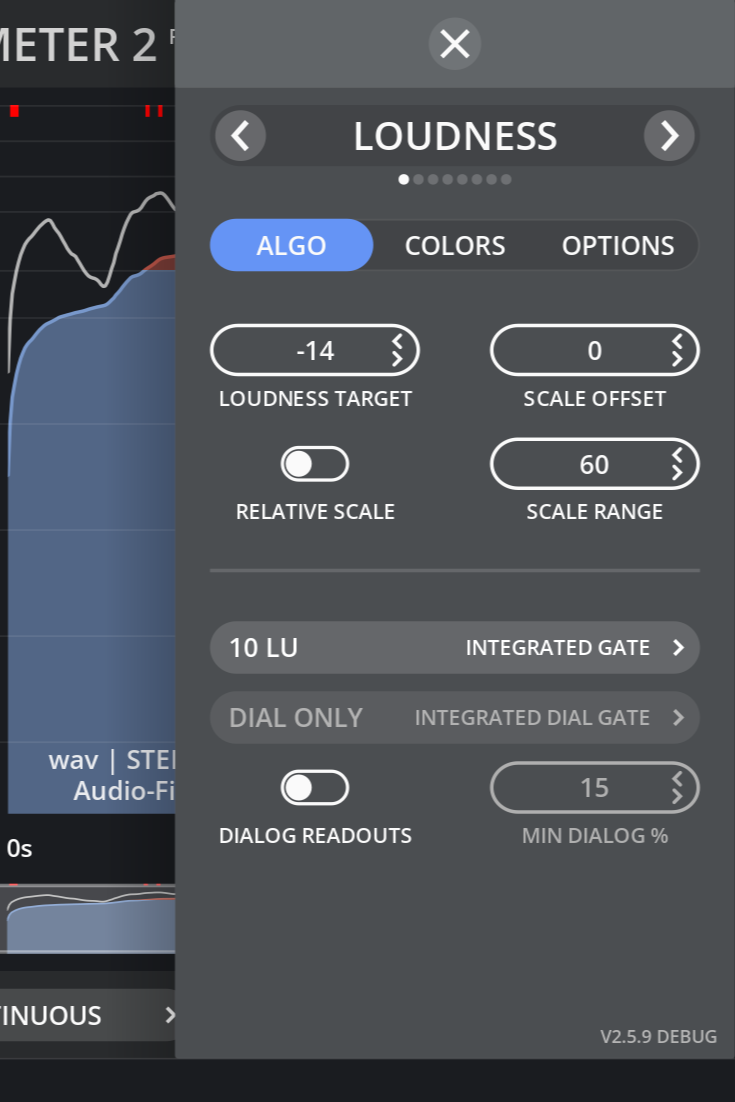 METER 2
LOUDNESS
ALGO COLORS OPTIONS
-14 0
LOUDNESS TARGET SCALE OFFSET
60
RELATIVE SCALE SCALE RANGE
10 LU INTEGRATED GATE
DIAL ONLY INTEGRATED DIAL GATE
15
DIALOG READOUTS MIN DIALOG %
wav | STE
Audio-Fi
0s
TINUOUS
V2.5.9 DEBUG